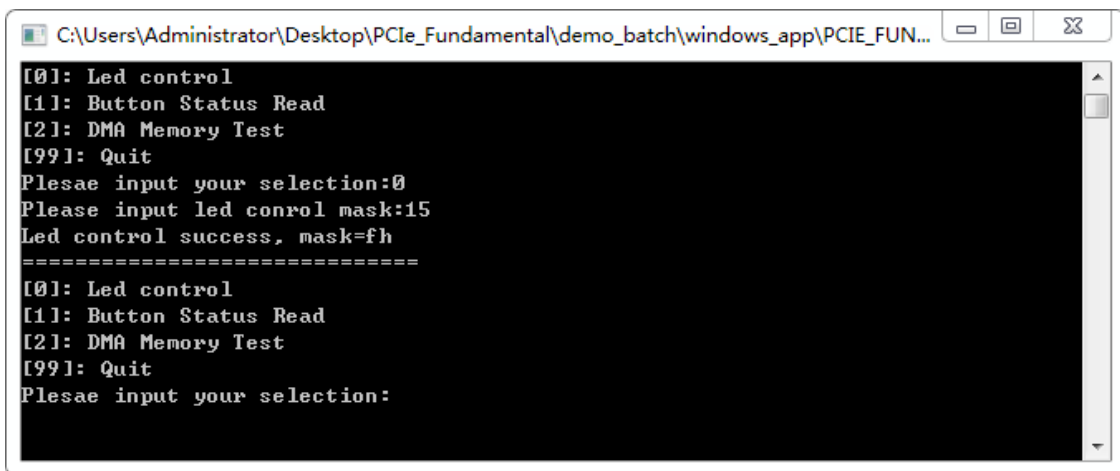 C:\Users\Administrator\Desktop\PCIe_Fundamental\demo_batch\windows_app\PCIE_FUN...
[0]: Led control
[1]: Button Status Read
[2]: DMA Memory Test
[99]: Quit
Plesae input your selection:0
Please input led conrol mask:15
Led control success, mask=fh
==============================
[0]: Led control
[1]: Button Status Read
[2]: DMA Memory Test
[99]: Quit
Plesae input your selection: